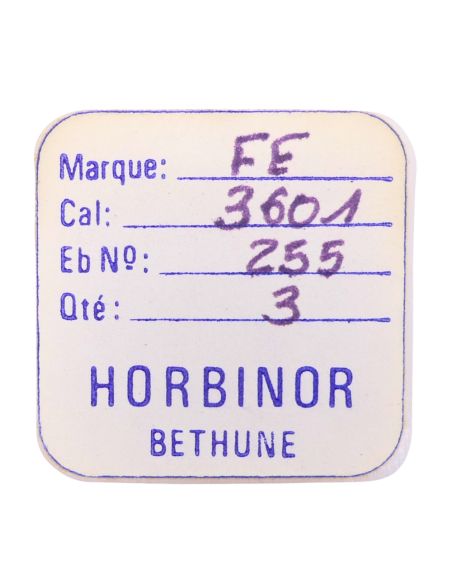 Marque: FE
Cal: 3601
Eb Nº: 255
Qté: 3
HORBINOR
BETHUNE